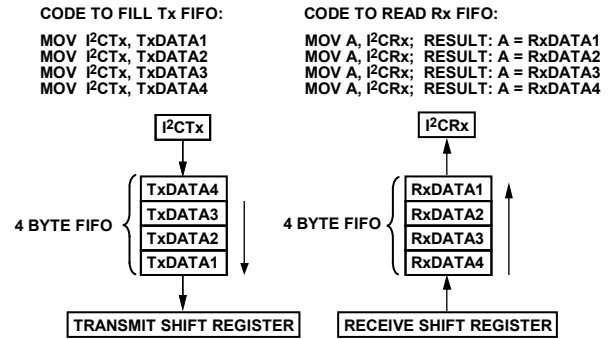 CODE TO FILL Tx FIFO:
MOV I²CTx, TxDATA1
MOV I²CTx, TxDATA2
MOV I²CTx, TxDATA3
MOV I²CTx, TxDATA4
I²CTx
4 BYTE FIFO
TxDATA4
TxDATA3
TxDATA2
TxDATA1
TRANSMIT SHIFT REGISTER
CODE TO READ Rx FIFO:
MOV A, I²CRx; RESULT: A = RxDATA1
MOV A, I²CRx; RESULT: A = RxDATA2
MOV A, I²CRx; RESULT: A = RxDATA3
MOV A, I²CRx; RESULT: A = RxDATA4
I²CRx
4 BYTE FIFO
RxDATA1
RxDATA2
RxDATA3
RxDATA4
RECEIVE SHIFT REGISTER